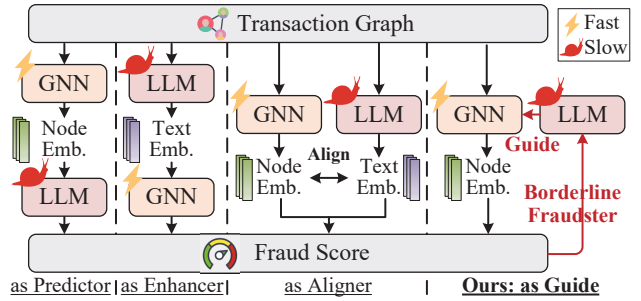 Transaction Graph
Fast
Slow
GNN
Node
Emb.
LLM
LLM
Text
Emb.
GNN
GNN
LLM
Node
Emb.
Align
Text
Emb.
GNN
LLM
Guide
Node
Emb.
Borderline
Fraudster
Fraud Score
as Predictor
as Enhancer
as Aligner
Ours: as Guide